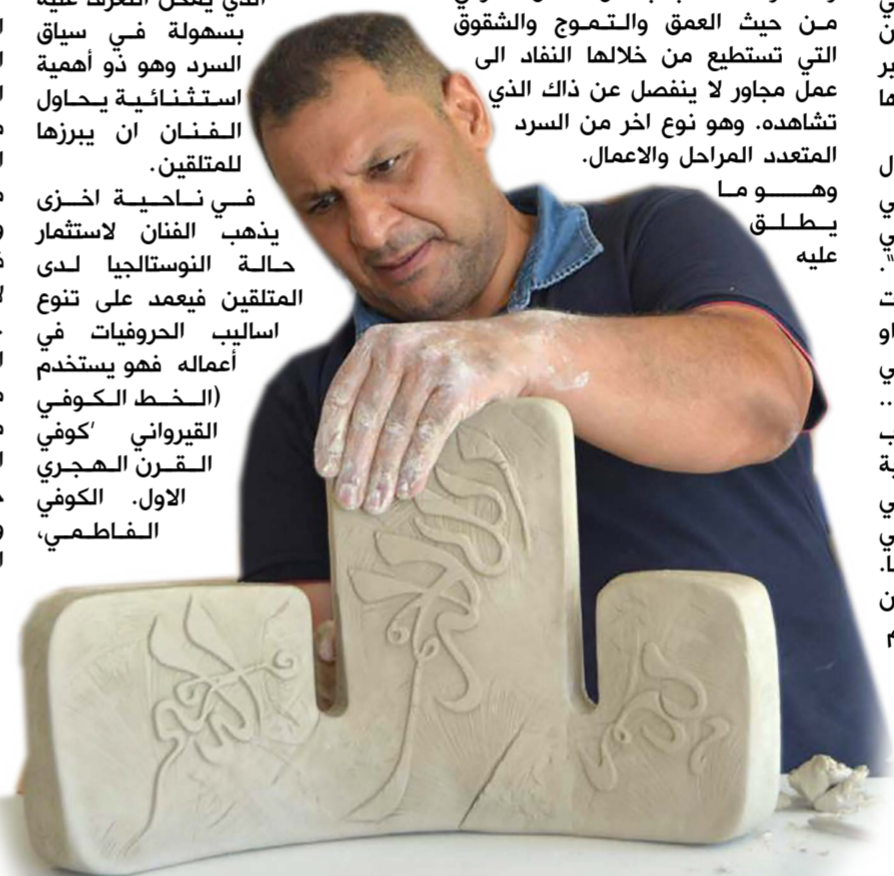 من حيث العمق والتموج والشقوق
التي تستطيع من خلالها النفاد الى
عمل مجاور لا ينفصل عن ذاك الذي
تشاهده. وهو نوع اخر من السرد
المتعدد المراحل والاعمال.
وهو ما
يطلق
عليه
الذي يمكن التعرف عليه
بسهولة في سياق
السرد وهو ذو أهمية
استثنائية يحاول
الفنان ان يبرزها
للمتلقين.
في ناحية اخزى
يذهب الفنان لاستثمار
حالة النوستالجيا لدى
المتلقين فيعمد على تنوع
اساليب الحروفيات في
أعماله فهو يستخدم
(الخط الكوفي
القيرواني 'كوفي
القرن الهجري
الاول. الكوفي
الفاطمي،